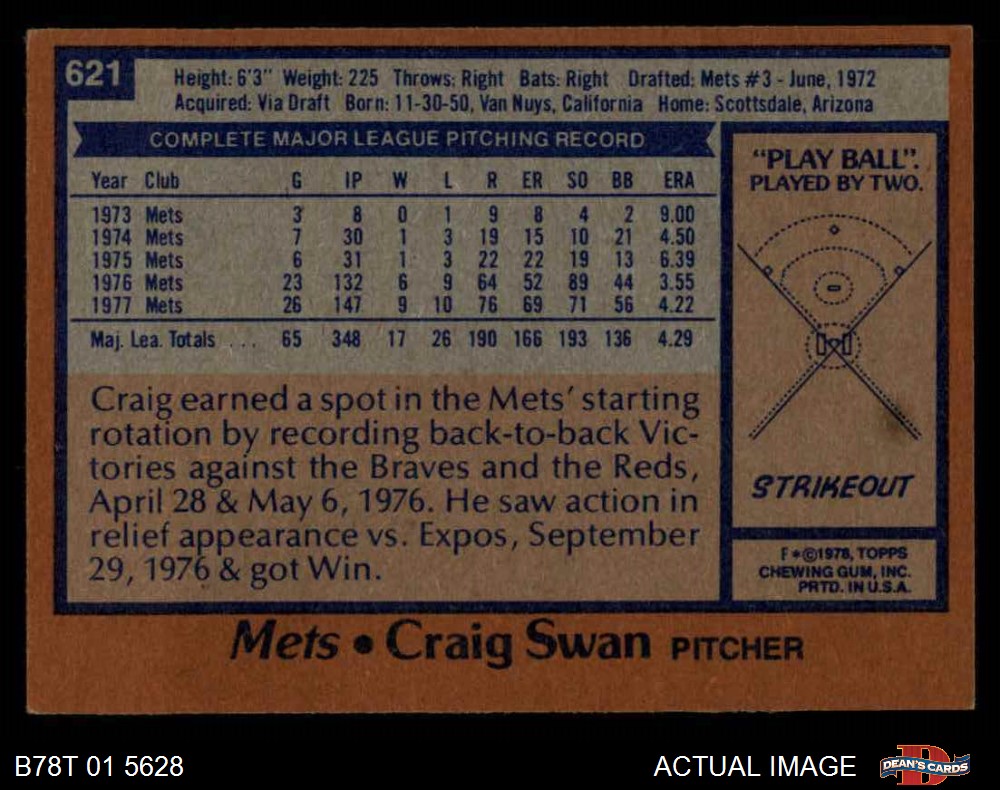 621
Height: 6'3" Weight: 225 Throws: Right Bats: Right Drafted: Mets #3 - June, 1972
Acquired: Via Draft Born: 11-30-50, Van Nuys, California Home: Scottsdale, Arizona
COMPLETE MAJOR LEAGUE PITCHING RECORD
Year Club G IP W L R ER SO BB ERA
1973 Mets 3 8 0 1 9 8 4 2 9.00
1974 Mets 7 30 1 3 19 15 10 21 4.50
1975 Mets 6 31 1 3 22 22 19 13 6.39
1976 Mets 23 132 6 9 64 52 89 44 3.55
1977 Mets 26 147 9 10 76 69 71 56 4.22
Maj. Lea. Totals ... 65 348 17 26 190 166 193 136 4.29
Craig earned a spot in the Mets' starting
rotation by recording back-to-back Vic-
tories against the Braves and the Reds,
April 28 & May 6, 1976. He saw action in
relief appearance vs. Expos, September
29, 1976 & got Win.
"PLAY BALL".
PLAYED BY TWO.
STRIKEOUT
F*©1978, TOPPS
CHEWING GUM, INC.
PRTD. IN U.S.A.
Mets • Craig Swan PITCHER
B78T 01 5628 ACTUAL IMAGE
D
DEAN'S CARDS